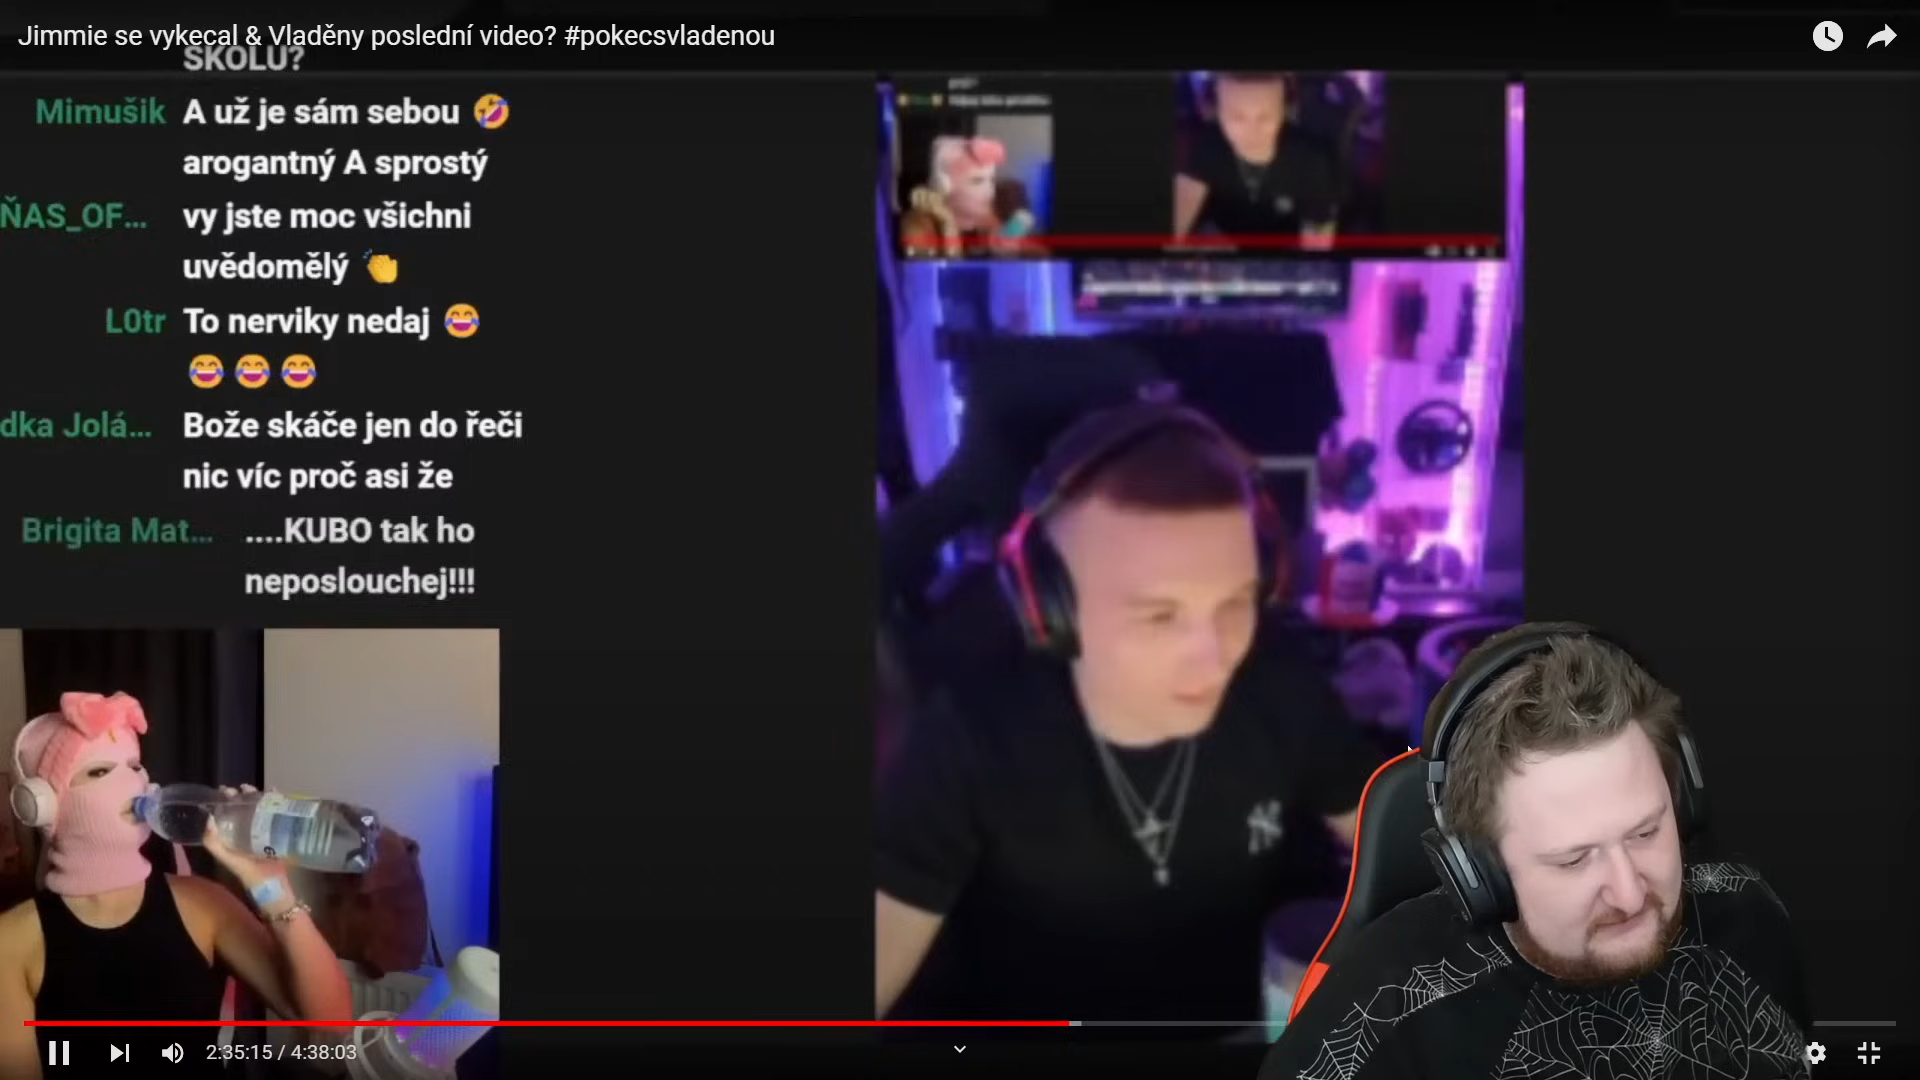 Jimmie se vykecal & Vladěny poslední video? #pokecsvladenou
ŠKOLU?
Mimušik A už je sám sebou 🤣
arogantný A sprostý
ŇAS_OF... vy jste moc všichni
uvědomělý 👏
L0tr To nerviky nedaj 😂
😂 😂 😂
dka Jolá... Bože skáče jen do řeči
nic víc proč asi že
Brigita Mat... ....KUBO tak ho
neposlouchej!!!
NY
2:35:15 / 4:38:03